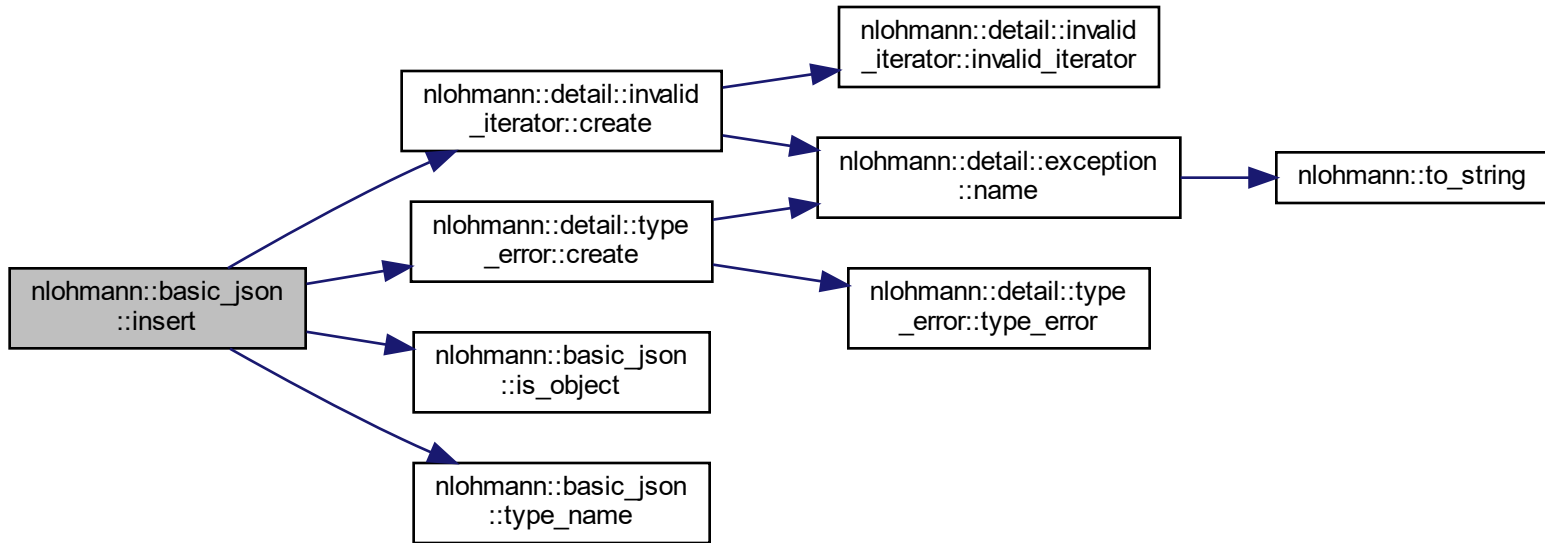 nlohmann::basic_json
::insert
nlohmann::detail::invalid
_iterator::create
nlohmann::detail::type
_error::create
nlohmann::basic_json
::is_object
nlohmann::basic_json
::type_name
nlohmann::detail::invalid
_iterator::invalid_iterator
nlohmann::detail::exception
::name
nlohmann::detail::type
_error::type_error
nlohmann::to_string